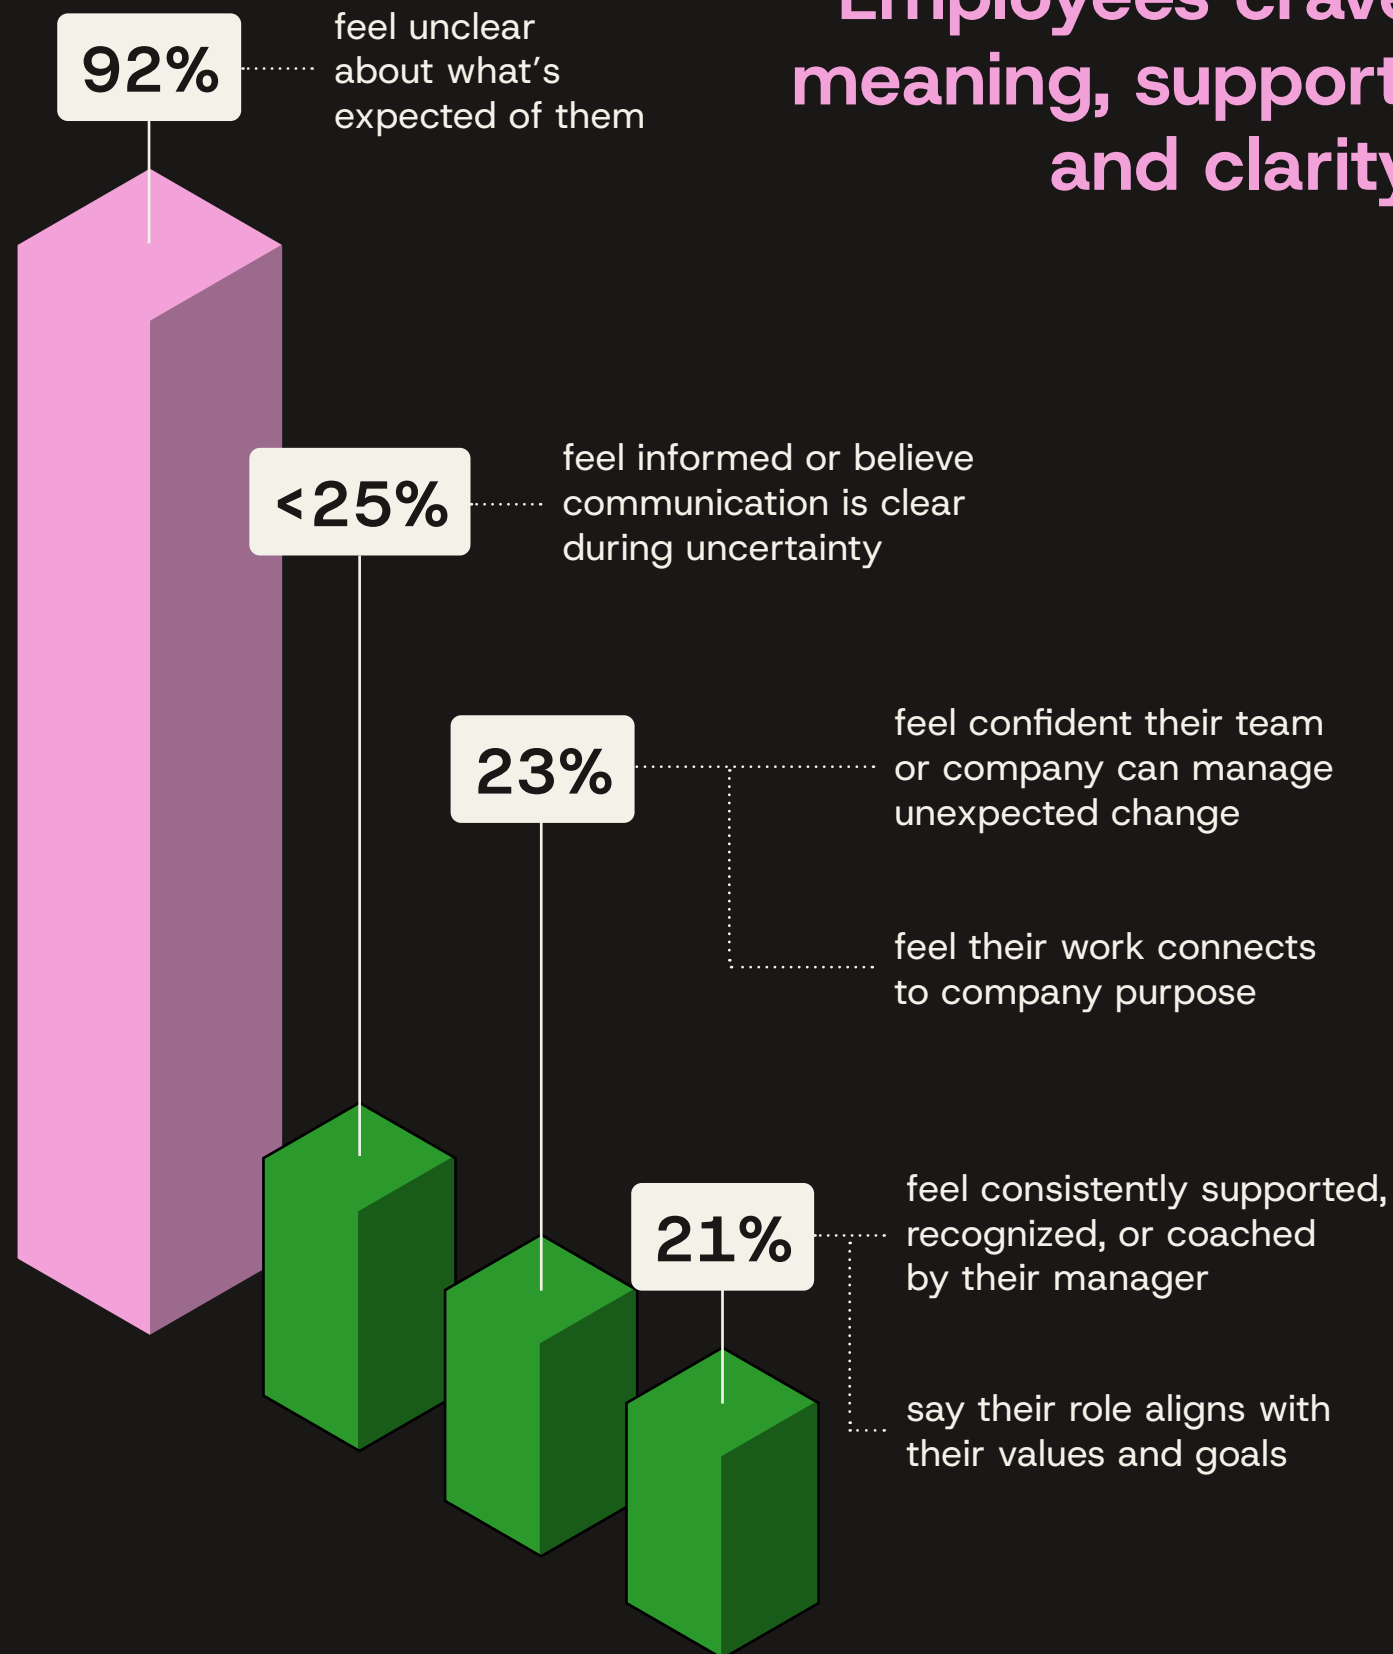 Employees crave
meaning, support
and clarity
92%
feel unclear
about what’s
expected of them
<25%
feel informed or believe
communication is clear
during uncertainty
23%
feel confident their team
or company can manage
unexpected change
feel their work connects
to company purpose
21%
feel consistently supported,
recognized, or coached
by their manager
say their role aligns with
their values and goals